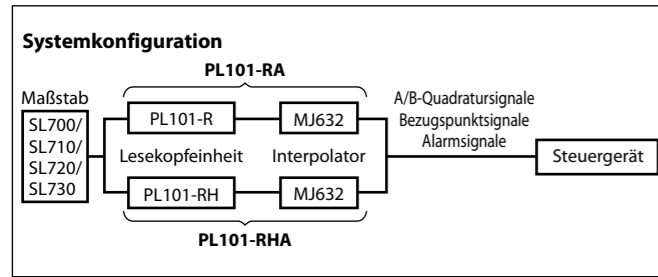 Systemkonfiguration
PL101-RA
Maßstab
SL700/
SL710/
SL720/
SL730
PL101-R
MJ632
Lesekopfeinheit
Interpolator
PL101-RH
MJ632
PL101-RHA
A/B-Quadratursignale
Bezugspunktsignale
Alarmsignale
Steuergerät